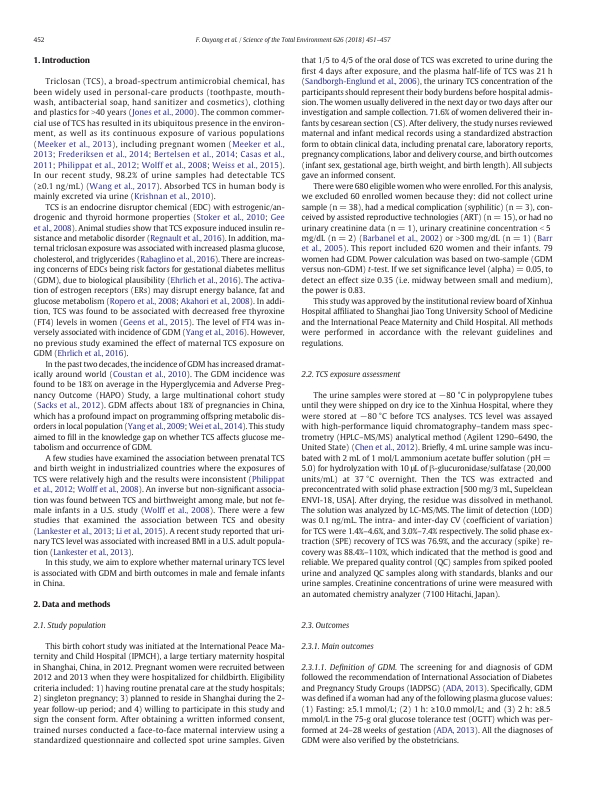 452
F. Ouyang et al. / Science of the Total Environment 626 (2018) 451–457
1. Introduction
Triclosan (TCS), a broad-spectrum antimicrobial chemical, has
been widely used in personal-care products (toothpaste, mouth-
wash, antibacterial soap, hand sanitizer and cosmetics), clothing
and plastics for >40 years (Jones et al., 2000). The common commer-
cial use of TCS has resulted in its ubiquitous presence in the environ-
ment, as well as its continuous exposure of various populations
(Meeker et al., 2013), including pregnant women (Meeker et al.,
2013; Frederiksen et al., 2014; Bertelsen et al., 2014; Casas et al.,
2011; Philippat et al., 2012; Wolff et al., 2008; Weiss et al., 2015).
In our recent study, 98.2% of urine samples had detectable TCS
(≥0.1 ng/mL) (Wang et al., 2017). Absorbed TCS in human body is
mainly excreted via urine (Krishnan et al., 2010).
TCS is an endocrine disruptor chemical (EDC) with estrogenic/an-
drogenic and thyroid hormone properties (Stoker et al., 2010; Gee
et al., 2008). Animal studies show that TCS exposure induced insulin re-
sistance and metabolic disorder (Regnault et al., 2016). In addition, ma-
ternal triclosan exposure was associated with increased plasma glucose,
cholesterol, and triglycerides (Rabaglino et al., 2016). There are increas-
ing concerns of EDCs being risk factors for gestational diabetes mellitus
(GDM), due to biological plausibility (Ehrlich et al., 2016). The activa-
tion of estrogen receptors (ERs) may disrupt energy balance, fat and
glucose metabolism (Ropero et al., 2008; Akahori et al., 2008). In addi-
tion, TCS was found to be associated with decreased free thyroxine
(FT4) levels in women (Geens et al., 2015). The level of FT4 was in-
versely associated with incidence of GDM (Yang et al., 2016). However,
no previous study examined the effect of maternal TCS exposure on
GDM (Ehrlich et al., 2016).
In the past two decades, the incidence of GDM has increased dramat-
ically around world (Coustan et al., 2010). The GDM incidence was
found to be 18% on average in the Hyperglycemia and Adverse Preg-
nancy Outcome (HAPO) Study, a large multinational cohort study
(Sacks et al., 2012). GDM affects about 18% of pregnancies in China,
which has a profound impact on programming offspring metabolic dis-
orders in local population (Yang et al., 2009; Wei et al., 2014). This study
aimed to fill in the knowledge gap on whether TCS affects glucose me-
tabolism and occurrence of GDM.
A few studies have examined the association between prenatal TCS
and birth weight in industrialized countries where the exposures of
TCS were relatively high and the results were inconsistent (Philippat
et al., 2012; Wolff et al., 2008). An inverse but non-significant associa-
tion was found between TCS and birthweight among male, but not fe-
male infants in a U.S. study (Wolff et al., 2008). There were a few
studies that examined the association between TCS and obesity
(Lankester et al., 2013; Li et al., 2015). A recent study reported that uri-
nary TCS level was associated with increased BMI in a U.S. adult popula-
tion (Lankester et al., 2013).
In this study, we aim to explore whether maternal urinary TCS level
is associated with GDM and birth outcomes in male and female infants
in China.
2. Data and methods
2.1. Study population
This birth cohort study was initiated at the International Peace Ma-
ternity and Child Hospital (IPMCH), a large tertiary maternity hospital
in Shanghai, China, in 2012. Pregnant women were recruited between
2012 and 2013 when they were hospitalized for childbirth. Eligibility
criteria included: 1) having routine prenatal care at the study hospitals;
2) singleton pregnancy; 3) planned to reside in Shanghai during the 2-
year follow-up period; and 4) willing to participate in this study and
sign the consent form. After obtaining a written informed consent,
trained nurses conducted a face-to-face maternal interview using a
standardized questionnaire and collected spot urine samples. Given
that 1/5 to 4/5 of the oral dose of TCS was excreted to urine during the
first 4 days after exposure, and the plasma half-life of TCS was 21 h
(Sandborgh-Englund et al., 2006), the urinary TCS concentration of the
participants should represent their body burdens before hospital admis-
sion. The women usually delivered in the next day or two days after our
investigation and sample collection. 71.6% of women delivered their in-
fants by cesarean section (CS). After delivery, the study nurses reviewed
maternal and infant medical records using a standardized abstraction
form to obtain clinical data, including prenatal care, laboratory reports,
pregnancy complications, labor and delivery course, and birth outcomes
(infant sex, gestational age, birth weight, and birth length). All subjects
gave an informed consent.
There were 680 eligible women who were enrolled. For this analysis,
we excluded 60 enrolled women because they: did not collect urine
sample (n = 38), had a medical complication (syphilitic) (n = 3), con-
ceived by assisted reproductive technologies (ART) (n = 15), or had no
urinary creatinine data (n = 1), urinary creatinine concentration < 5
mg/dL (n = 2) (Barbanel et al., 2002) or >300 mg/dL (n = 1) (Barr
et al., 2005). This report included 620 women and their infants. 79
women had GDM. Power calculation was based on two-sample (GDM
versus non-GDM) t-test. If we set significance level (alpha) = 0.05, to
detect an effect size 0.35 (i.e. midway between small and medium),
the power is 0.83.
This study was approved by the institutional review board of Xinhua
Hospital affiliated to Shanghai Jiao Tong University School of Medicine
and the International Peace Maternity and Child Hospital. All methods
were performed in accordance with the relevant guidelines and
regulations.
2.2. TCS exposure assessment
The urine samples were stored at −80 °C in polypropylene tubes
until they were shipped on dry ice to the Xinhua Hospital, where they
were stored at −80 °C before TCS analyses. TCS level was assayed
with high-performance liquid chromatography–tandem mass spec-
trometry (HPLC–MS/MS) analytical method (Agilent 1290–6490, the
United State) (Chen et al., 2012). Briefly, 4 mL urine sample was incu-
bated with 2 mL of 1 mol/L ammonium acetate buffer solution (pH =
5.0) for hydrolyzation with 10 μL of β-glucuronidase/sulfatase (20,000
units/mL) at 37 °C overnight. Then the TCS was extracted and
preconcentrated with solid phase extraction [500 mg/3 mL, Supelclean
ENVI-18, USA]. After drying, the residue was dissolved in methanol.
The solution was analyzed by LC-MS/MS. The limit of detection (LOD)
was 0.1 ng/mL. The intra- and inter-day CV (coefficient of variation)
for TCS were 1.4%–4.6%, and 3.0%–7.4% respectively. The solid phase ex-
traction (SPE) recovery of TCS was 76.9%, and the accuracy (spike) re-
covery was 88.4%–110%, which indicated that the method is good and
reliable. We prepared quality control (QC) samples from spiked pooled
urine and analyzed QC samples along with standards, blanks and our
urine samples. Creatinine concentrations of urine were measured with
an automated chemistry analyzer (7100 Hitachi, Japan).
2.3. Outcomes
2.3.1. Main outcomes
2.3.1.1. Definition of GDM. The screening for and diagnosis of GDM
followed the recommendation of International Association of Diabetes
and Pregnancy Study Groups (IADPSG) (ADA, 2013). Specifically, GDM
was defined if a woman had any of the following plasma glucose values:
(1) Fasting: ≥5.1 mmol/L; (2) 1 h: ≥10.0 mmol/L; and (3) 2 h: ≥8.5
mmol/L in the 75-g oral glucose tolerance test (OGTT) which was per-
formed at 24–28 weeks of gestation (ADA, 2013). All the diagnoses of
GDM were also verified by the obstetricians.